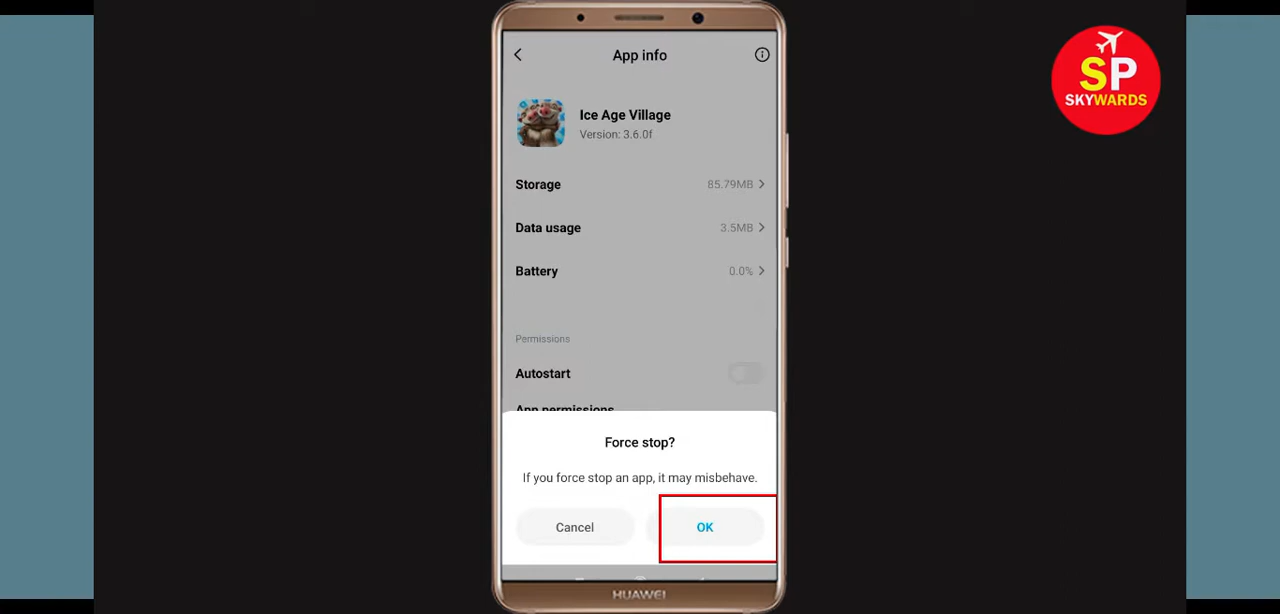 App info
SP
SKYWARDS
Ice Age Village
Version: 3.6.0f
Storage 85.79MB
Data usage 3.5MB
Battery 0.0%
Permissions
Autostart
App permissions
Force stop?
If you force stop an app, it may misbehave.
Cancel OK
HUAWEI